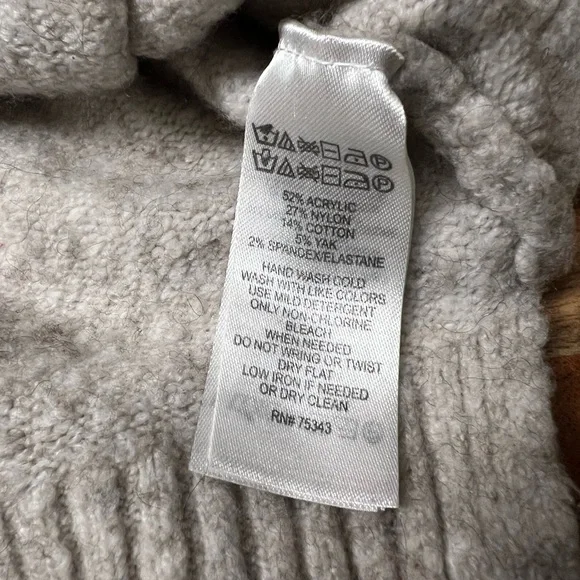 52% ACRYLIC
27% NYLON
14% COTTON
5% YAK
2% SPANDEX/ELASTANE
HAND WASH COLD
WASH WITH LIKE COLORS
USE MILD DETERGENT
ONLY NON-CHLORINE
BLEACH
WHEN NEEDED
DO NOT WRING OR TWIST
DRY FLAT
LOW IRON IF NEEDED
OR DRY CLEAN
RN# 75343